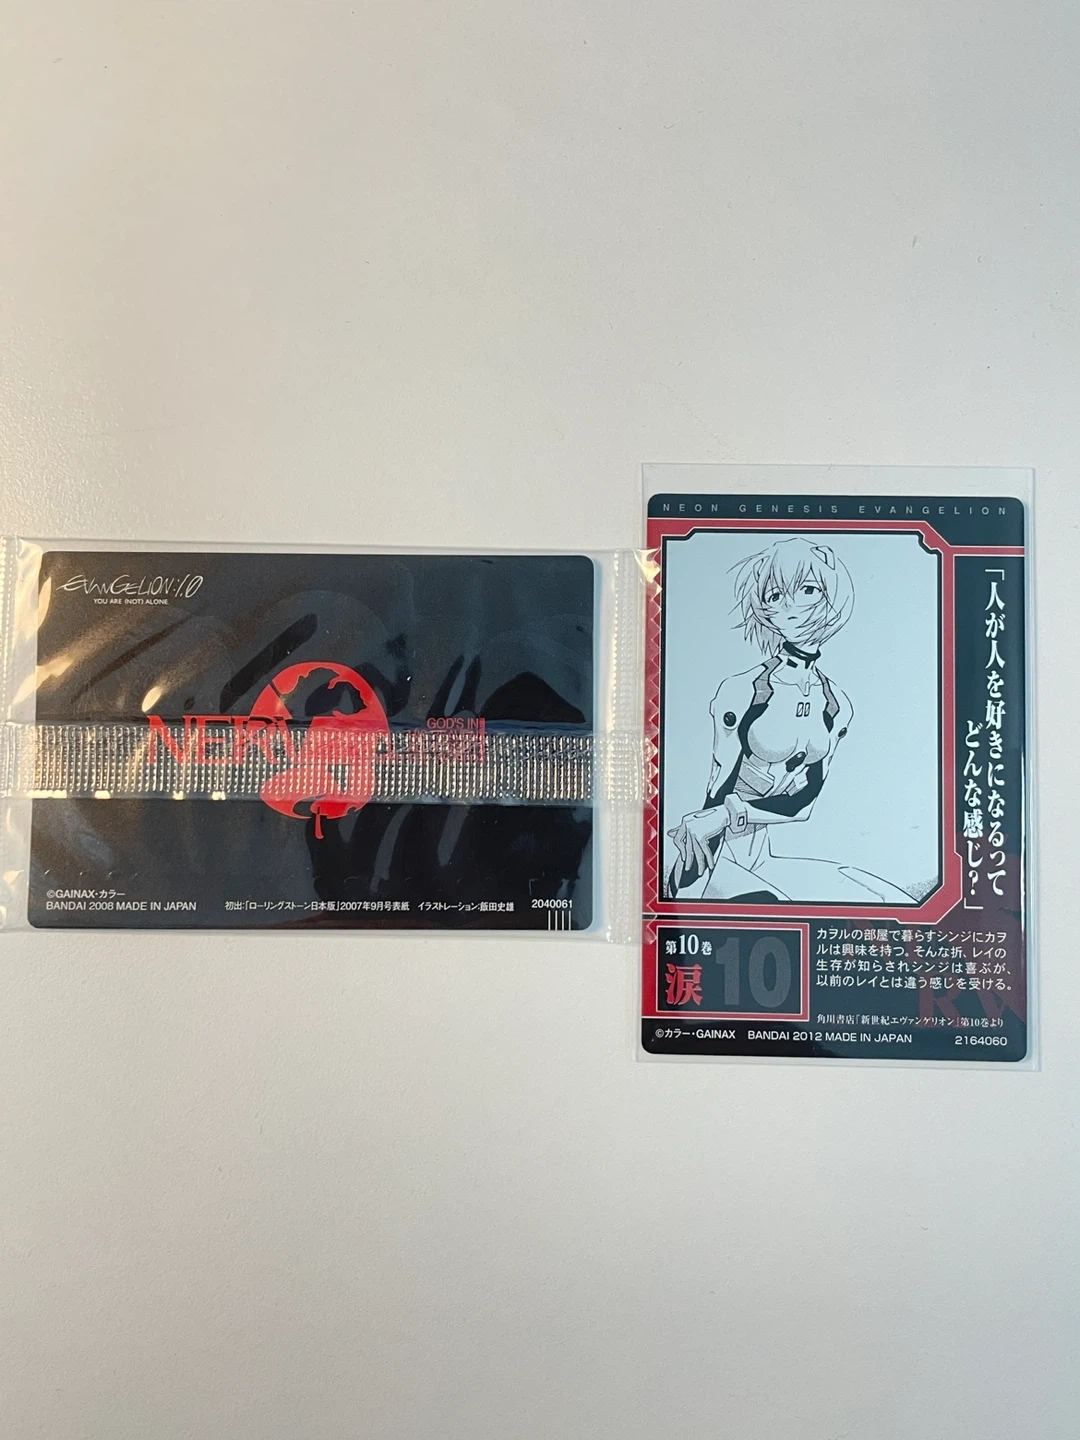 EVANGELION:1.0
YOU ARE (NOT) ALONE.
NERV
GOD'S IN
©GAINAX・カラー
BANDAI 2008 MADE IN JAPAN
初出:「ローリングストーン日本版」2007年9月号表紙 イラストレーション:飯田史雄
2040061
NEON GENESIS EVANGELION
「人が人を好きになるって
どんな感じ?」
00
第10巻
涙
10
カヲルの部屋で暮らすシンジにカヲ
ルは興味を持つ。そんな折、レイの
生存が知らされシンジは喜ぶが、
以前のレイとは違う感じを受ける。
角川書店「新世紀エヴァンゲリオン」第10巻より
©カラー・GAINAX BANDAI 2012 MADE IN JAPAN
2164060